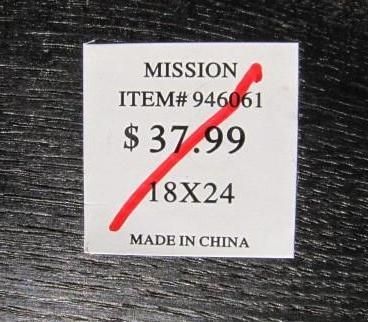 MISSION
ITEM# 946061
$ 37.99
18X24
MADE IN CHINA